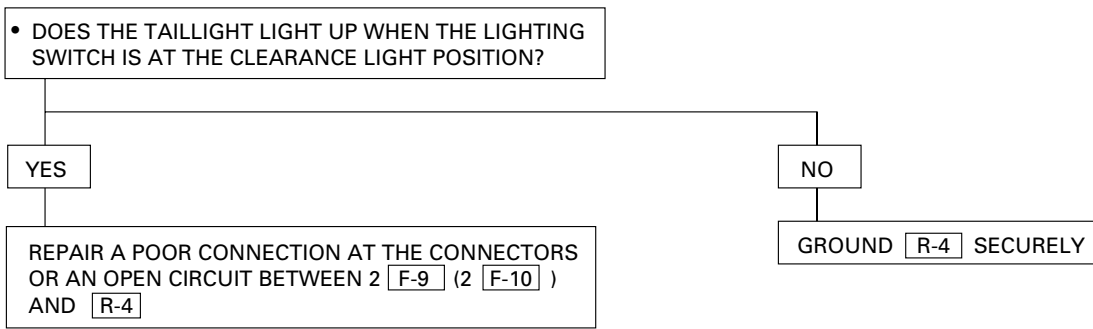 • DOES THE TAILLIGHT LIGHT UP WHEN THE LIGHTING
SWITCH IS AT THE CLEARANCE LIGHT POSITION?
YES
NO
REPAIR A POOR CONNECTION AT THE CONNECTORS
OR AN OPEN CIRCUIT BETWEEN 2 F-9 (2 F-10 )
AND R-4
GROUND R-4 SECURELY